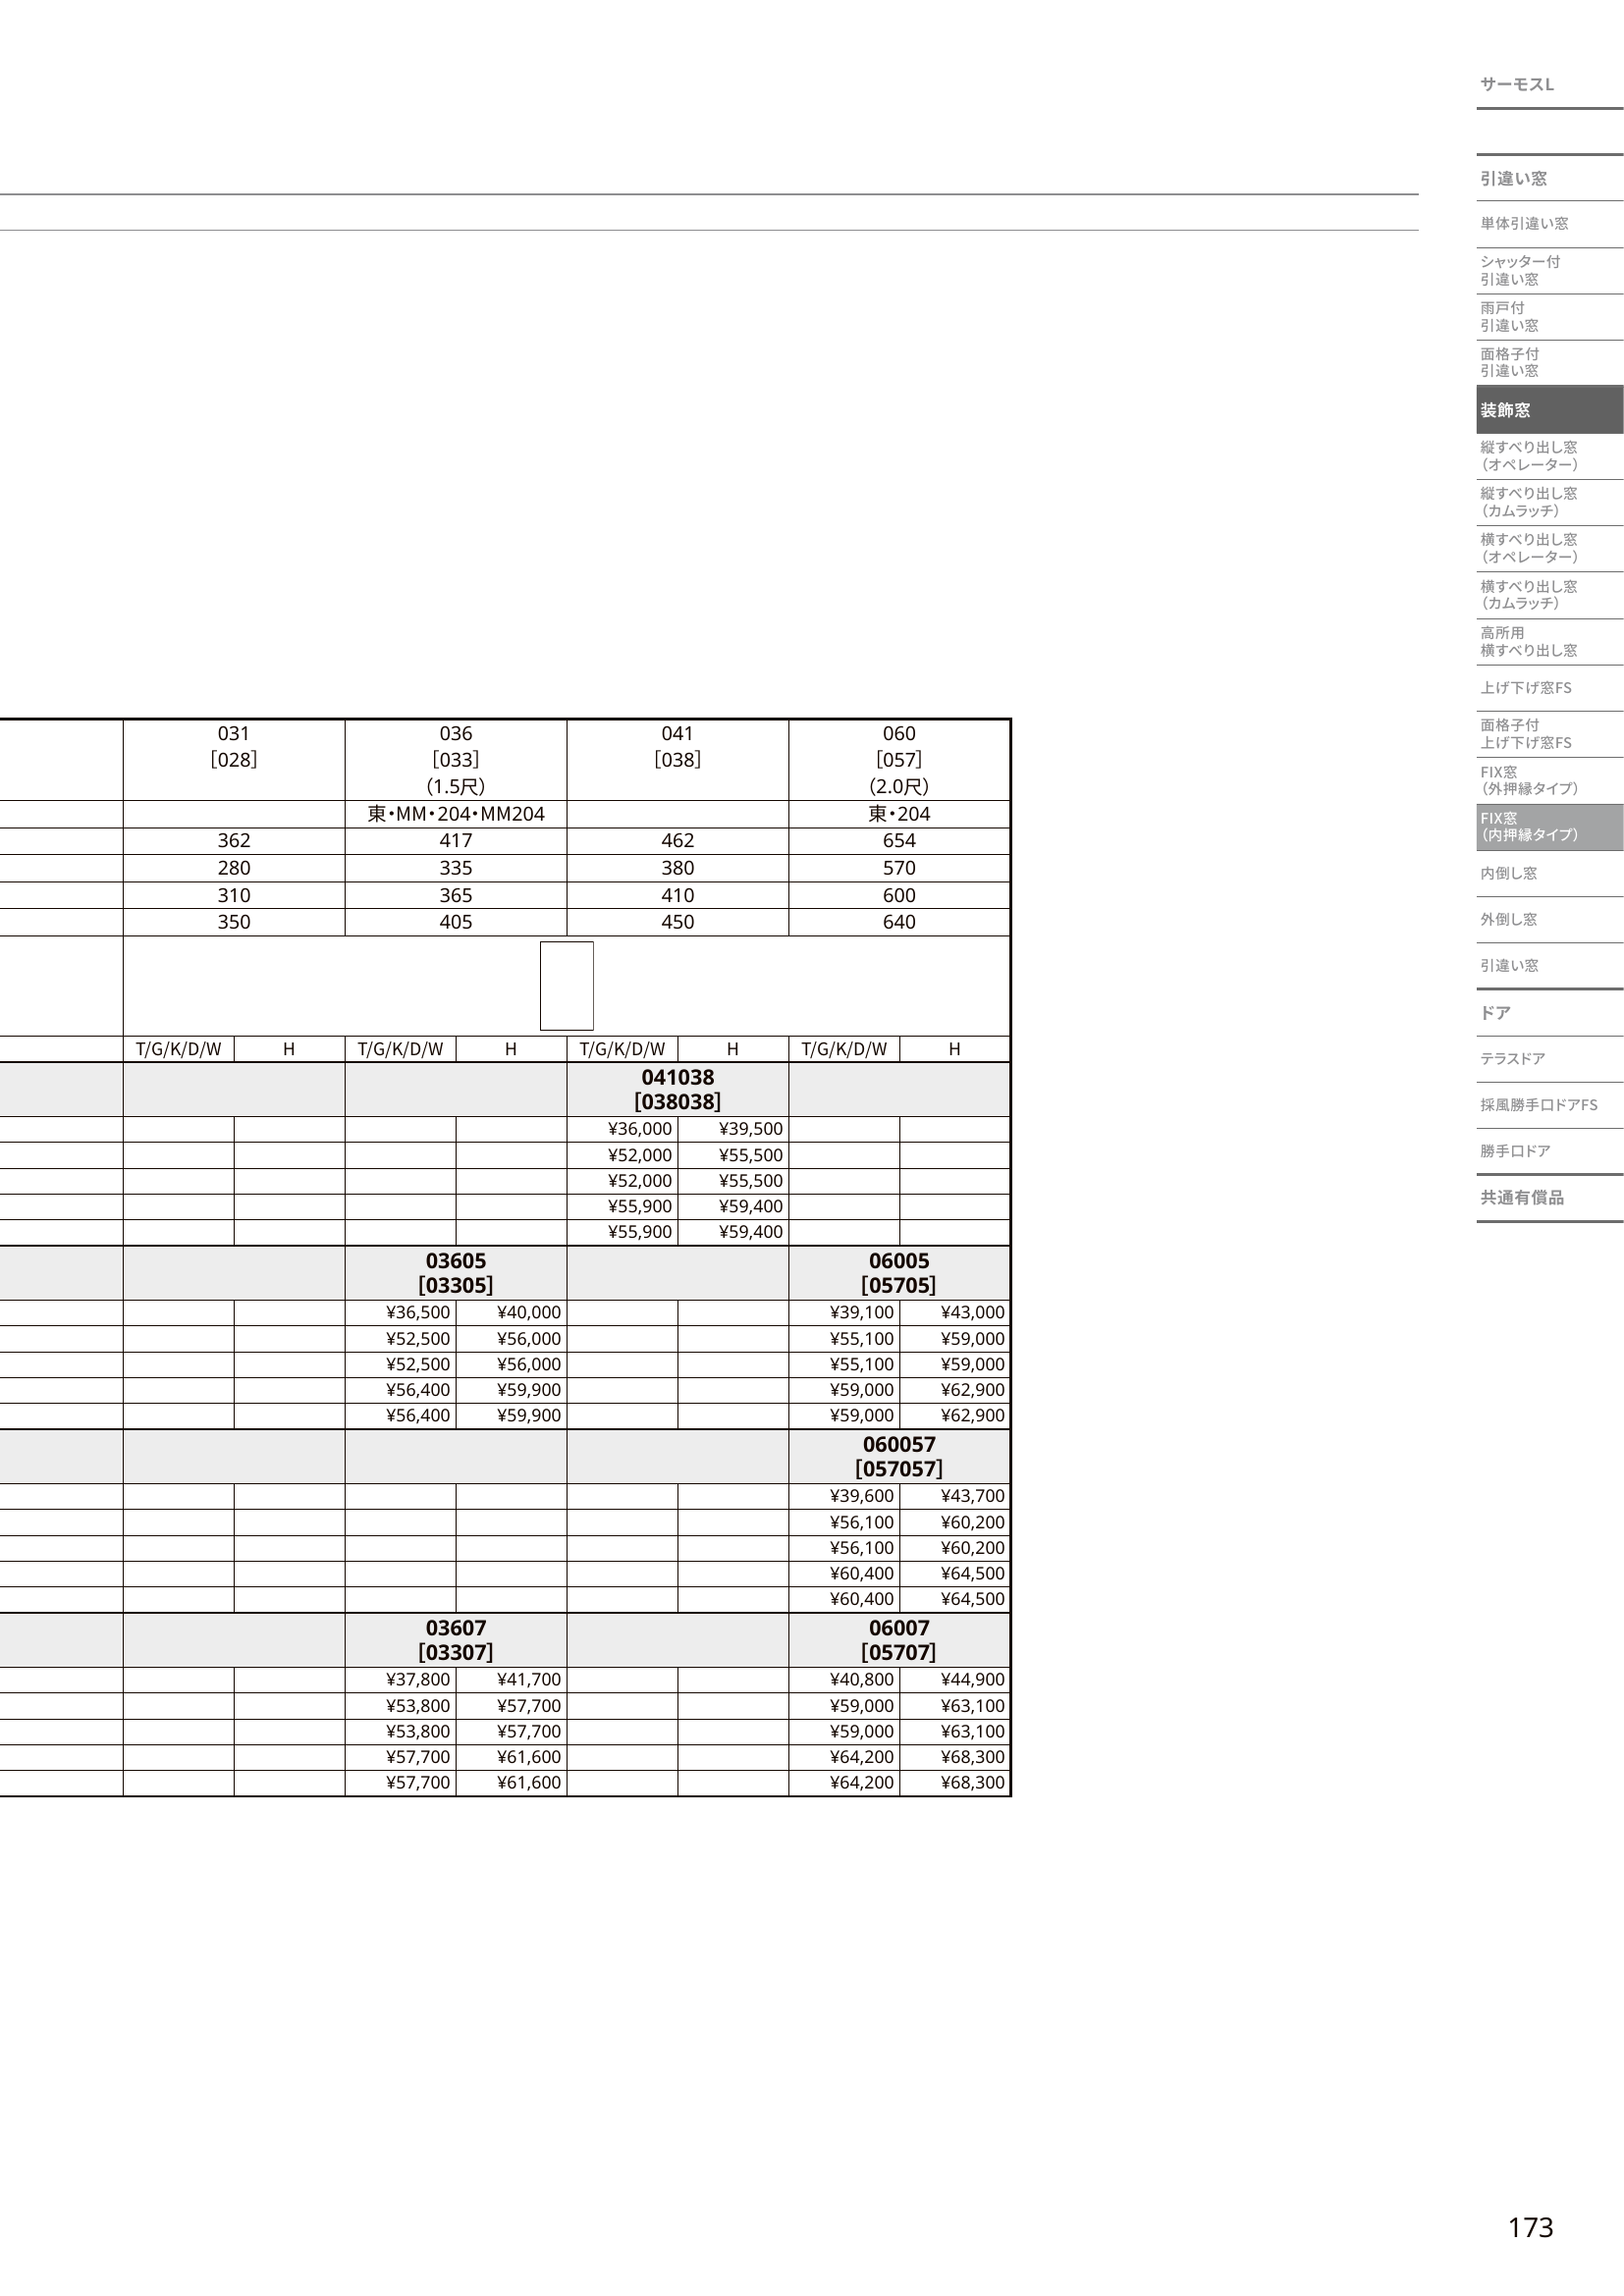 サーモスL
引違い窓
単体引違い窓
シャッター付
引違い窓
雨戸付
引違い窓
面格子付
引違い窓
装飾窓
縦すべり出し窓
（オペレーター）
縦すべり出し窓
（カムラッチ）
横すべり出し窓
（オペレーター）
横すべり出し窓
（カムラッチ）
高所用
横すべり出し窓
上げ下げ窓FS
面格子付
上げ下げ窓FS
FIX窓
（外押縁タイプ）
FIX窓
（内押縁タイプ）
内倒し窓
外倒し窓
引違い窓
ドア
テラスドア
採風勝手口ドアFS
勝手口ドア
共通有償品
031 036 041 060
［028］ ［033］ ［038］ ［057］
（1.5尺） （2.0尺）
東・MM・204・MM204 東・204
362 417 462 654
280 335 380 570
310 365 410 600
350 405 450 640
T/G/K/D/W H T/G/K/D/W H T/G/K/D/W H T/G/K/D/W H
041038
［038038］
¥36,000 ¥39,500
¥52,000 ¥55,500
¥52,000 ¥55,500
¥55,900 ¥59,400
¥55,900 ¥59,400
03605 06005
［03305］ ［05705］
¥36,500 ¥40,000 ¥39,100 ¥43,000
¥52,500 ¥56,000 ¥55,100 ¥59,000
¥52,500 ¥56,000 ¥55,100 ¥59,000
¥56,400 ¥59,900 ¥59,000 ¥62,900
¥56,400 ¥59,900 ¥59,000 ¥62,900
060057
［057057］
¥39,600 ¥43,700
¥56,100 ¥60,200
¥56,100 ¥60,200
¥60,400 ¥64,500
¥60,400 ¥64,500
03607 06007
［03307］ ［05707］
¥37,800 ¥41,700 ¥40,800 ¥44,900
¥53,800 ¥57,700 ¥59,000 ¥63,100
¥53,800 ¥57,700 ¥59,000 ¥63,100
¥57,700 ¥61,600 ¥64,200 ¥68,300
¥57,700 ¥61,600 ¥64,200 ¥68,300
173